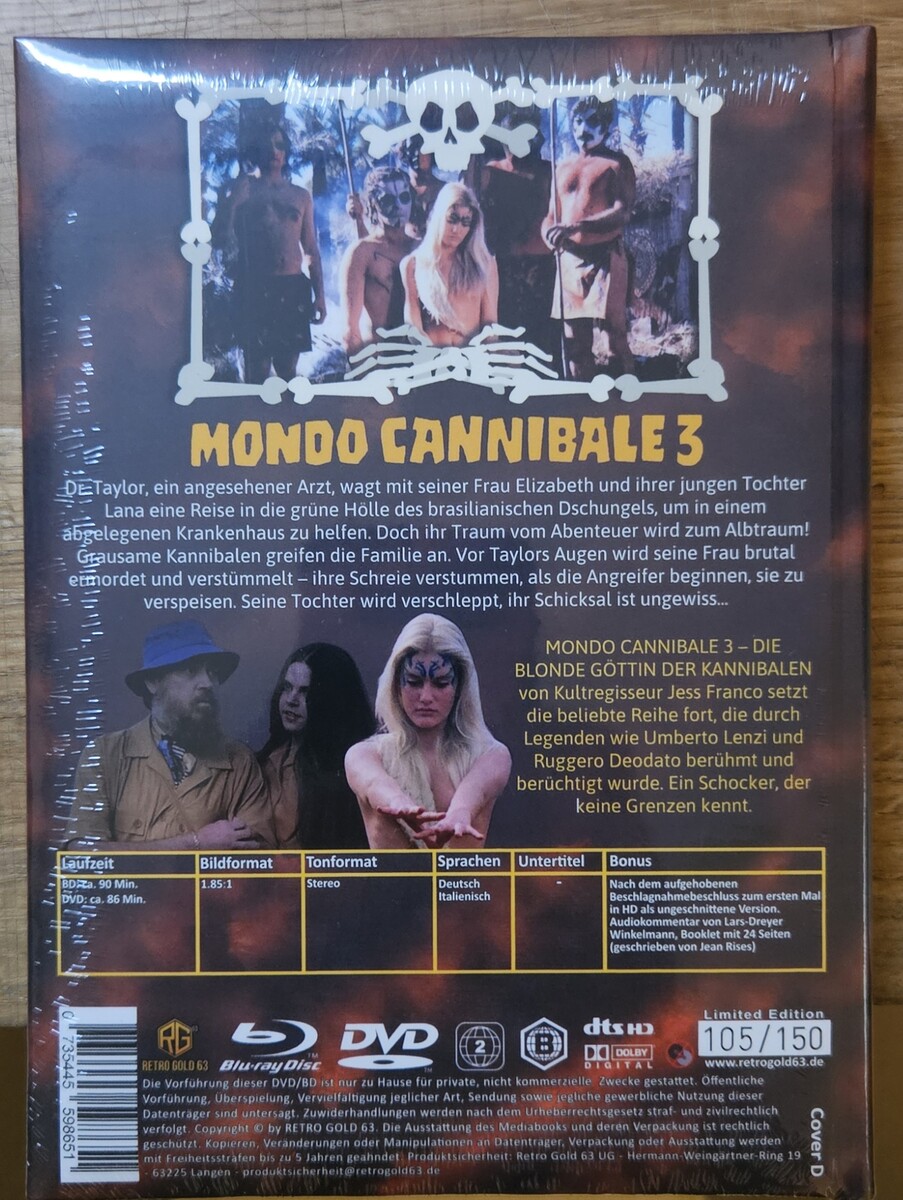 MONDO CANNIBALE 3
Dr. Taylor, ein angesehener Arzt, wagt mit seiner Frau Elizabeth und ihrer jungen Tochter
Lana eine Reise in die grüne Hölle des brasilianischen Dschungels, um in einem
abgelegenen Krankenhaus zu helfen. Doch ihr Traum vom Abenteuer wird zum Albtraum!
Grausame Kannibalen greifen die Familie an. Vor Taylors Augen wird seine Frau brutal
ermordet und verstümmelt – ihre Schreie verstummen, als die Angreifer beginnen, sie zu
verspeisen. Seine Tochter wird verschleppt, ihr Schicksal ist ungewiss...
MONDO CANNIBALE 3 – DIE
BLONDE GÖTTIN DER KANNIBALEN
von Kultregisseur Jess Franco setzt
die beliebte Reihe fort, die durch
Legenden wie Umberto Lenzi und
Ruggero Deodato berühmt und
berüchtigt wurde. Ein Schocker, der
keine Grenzen kennt.
Laufzeit
BD: ca. 90 Min.
DVD: ca. 86 Min.
Bildformat
1.85:1
Tonformat
Stereo
Sprachen
Deutsch
Italienisch
Untertitel
-
Bonus
Nach dem aufgehobenen
Beschlagnahmebeschluss zum ersten Mal
in HD als ungeschnittene Version.
Audiokommentar von Lars-Dreyer
Winkelmann, Booklet mit 24 Seiten
(geschrieben von Jean Rises)
0 735445 598651
RG
RETRO GOLD 63
Blu-ray Disc™
DVD™
2
B
dts HD
DOLBY
DIGITAL
Limited Edition
105/150
www.retrogold63.de
Die Vorführung dieser DVD/BD ist nur zu Hause für private, nicht kommerzielle. Zwecke gestattet. Öffentliche
Vorführung, Überspielung, Vervielfältigung jeglicher Art, Sendung sowie jegliche gewerbliche Nutzung dieser
Datenträger sind untersagt. Zuwiderhandlungen werden nach dem Urheberrechtsgesetz straf- und zivilrechtlich
verfolgt. Copyright © by RETRO GOLD 63. Die Ausstattung des Mediabooks und deren Verpackung ist rechtlich
geschützt. Kopieren, Veränderungen oder Manipulationen an Datenträger, Verpackung oder Ausstattung werden
mit Freiheitsstrafen bis zu 5 Jahren geahndet. Produktsicherheit: Retro Gold 63 UG - Hermann-Weingärtner-Ring 19
- 63225 Langen - produktsicherheit@retrogold63.de
Cover D